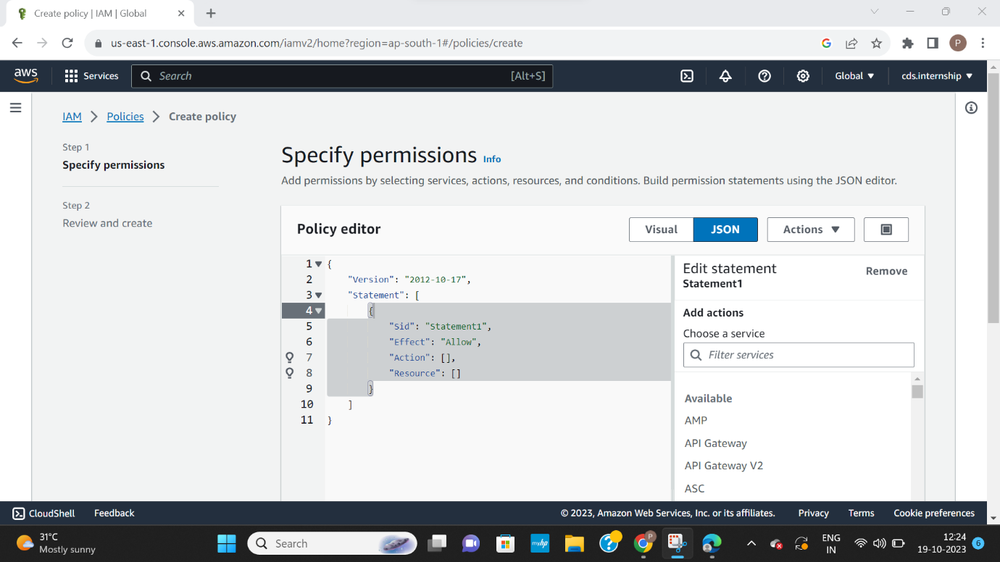 Create policy | IAM | Global
us-east-1.console.aws.amazon.com/iamv2/home?region=ap-south-1#/policies/create
P
aws
Services
Search
[Alt+S]
Global
cds.internship
IAM
Policies
Create policy
Step 1
Specify permissions
Step 2
Review and create
Specify permissions Info
Add permissions by selecting services, actions, resources, and conditions. Build permission statements using the JSON editor.
Policy editor
Visual
JSON
Actions
1 {
2 "Version": "2012-10-17",
3 "Statement": [
4 {
5 "Sid": "Statement1",
6 "Effect": "Allow",
7 "Action": [],
8 "Resource": []
9 }
10 ]
11 }
Edit statement
Statement1
Remove
Add actions
Choose a service
Filter services
Available
AMP
API Gateway
API Gateway V2
ASC
CloudShell
Feedback
© 2023, Amazon Web Services, Inc. or its affiliates.
Privacy
Terms
Cookie preferences
31°C
Mostly sunny
Search
myhp
P
ENG
IN
12:24
19-10-2023
6